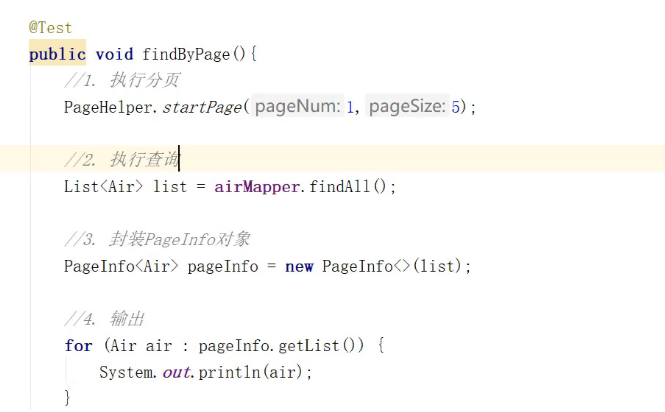 @Test
public void findByPage(){
//1. 执行分页
PageHelper.startPage( pageNum: 1, pageSize: 5);
//2. 执行查询
List<Air> list = airMapper.findAll();
//3. 封装PageInfo对象
PageInfo<Air> pageInfo = new PageInfo<>(list);
//4. 输出
for (Air air : pageInfo.getList()) {
System.out.println(air);
}